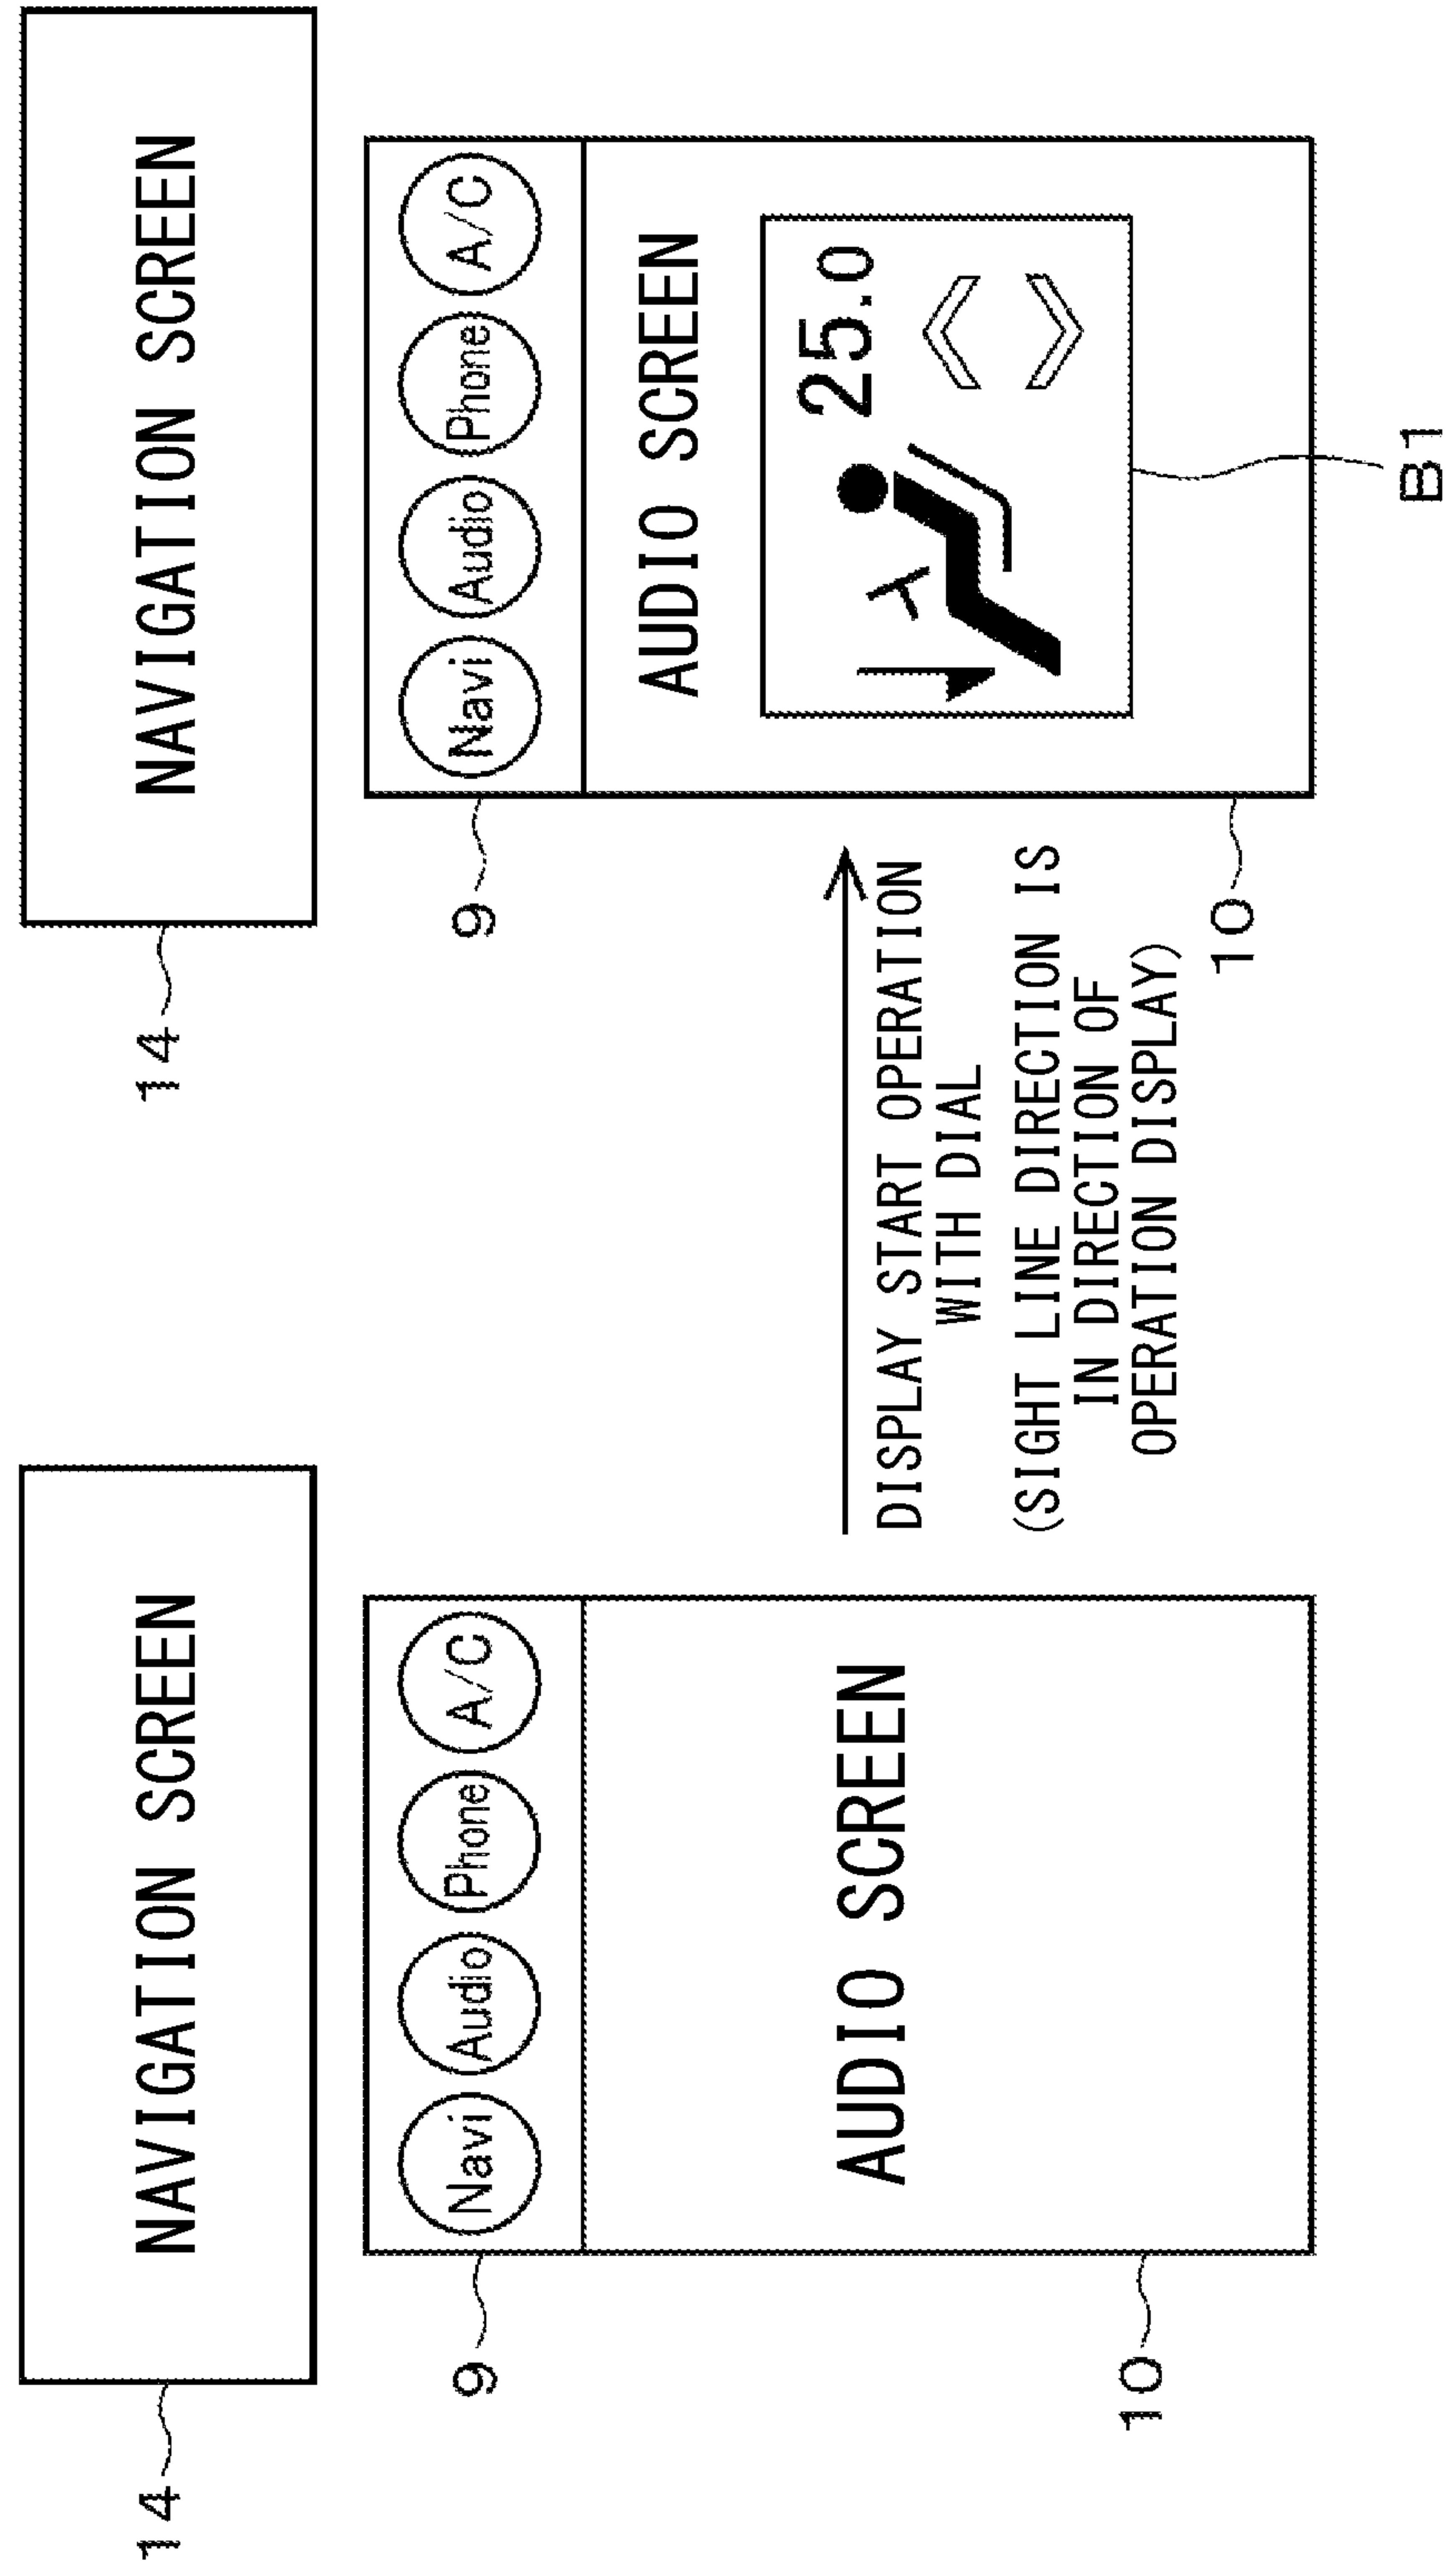 NAVIGATION SCREEN
14
Navi Audio Phone A/C
9
AUDIO SCREEN
10
DISPLAY START OPERATION
WITH DIAL
(SIGHT LINE DIRECTION IS
IN DIRECTION OF
OPERATION DISPLAY)
NAVIGATION SCREEN
14
Navi Audio Phone A/C
9
AUDIO SCREEN
25.0
10
B1